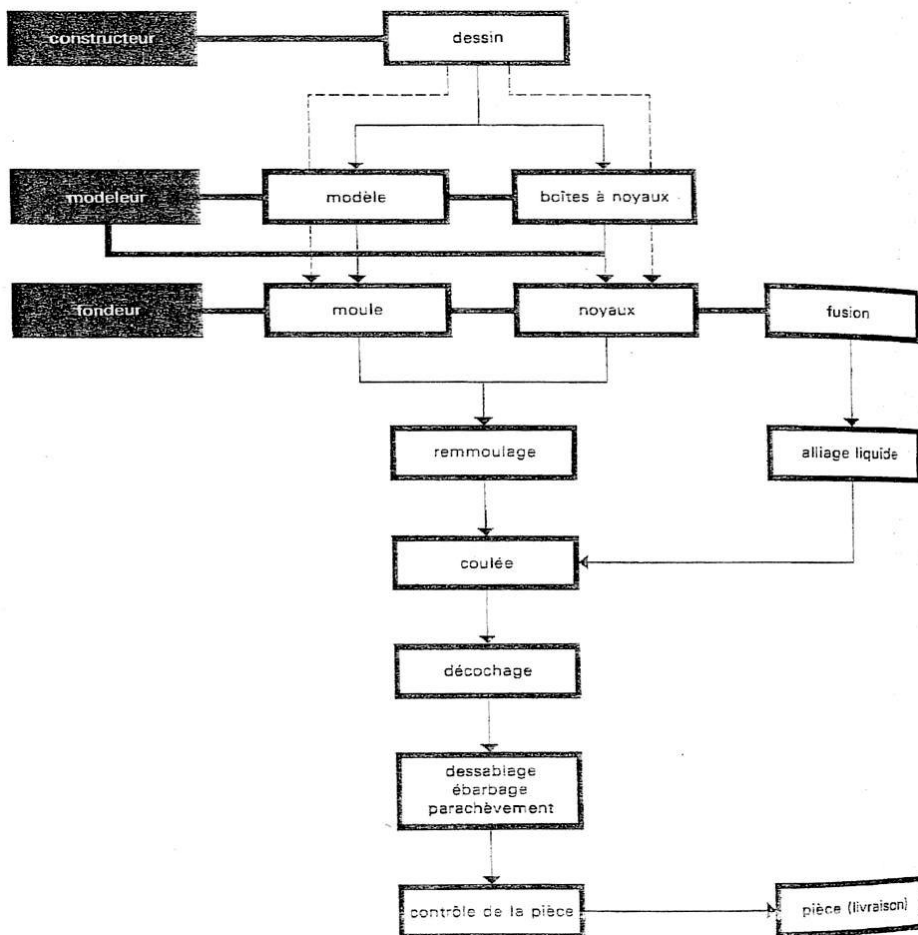 constructeur
dessin
modeleur
modèle
boîtes à noyaux
fondeur
moule
noyaux
fusion
remmoulage
alliage liquide
coulée
décochage
dessablage
ébarbage
parachèvement
contrôle de la pièce
pièce (livraison)